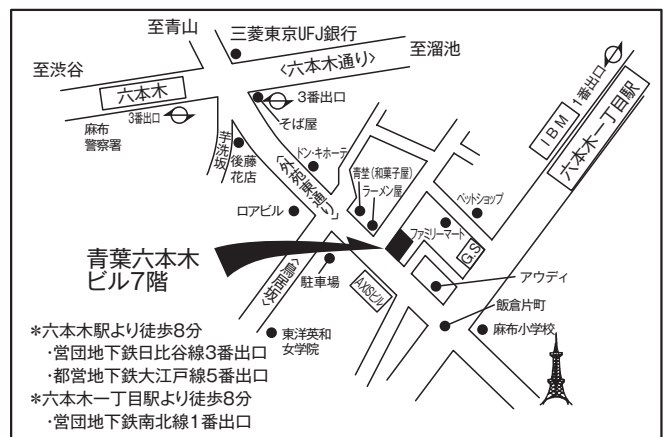 至青山
三菱東京UFJ銀行
〈六本木通り〉
至溜池
至渋谷
六本木
3番出口
麻布
警察署
3番出口
そば屋
芋洗坂
後藤
花店
ドン・キホーテ
〈外苑東通り〉
青埜(和菓子屋)
ラーメン屋
ペットショップ
IBM
1番出口
六本木一丁目駅
ロアビル
ファミリーマート
G.S
青葉六本木
ビル7階
〈鳥居坂〉
駐車場
AXISビル
アウディ
飯倉片町
麻布小学校
東洋英和
女学院
*六本木駅より徒歩8分
・営団地下鉄日比谷線3番出口
・都営地下鉄大江戸線5番出口
*六本木一丁目駅より徒歩8分
・営団地下鉄南北線1番出口